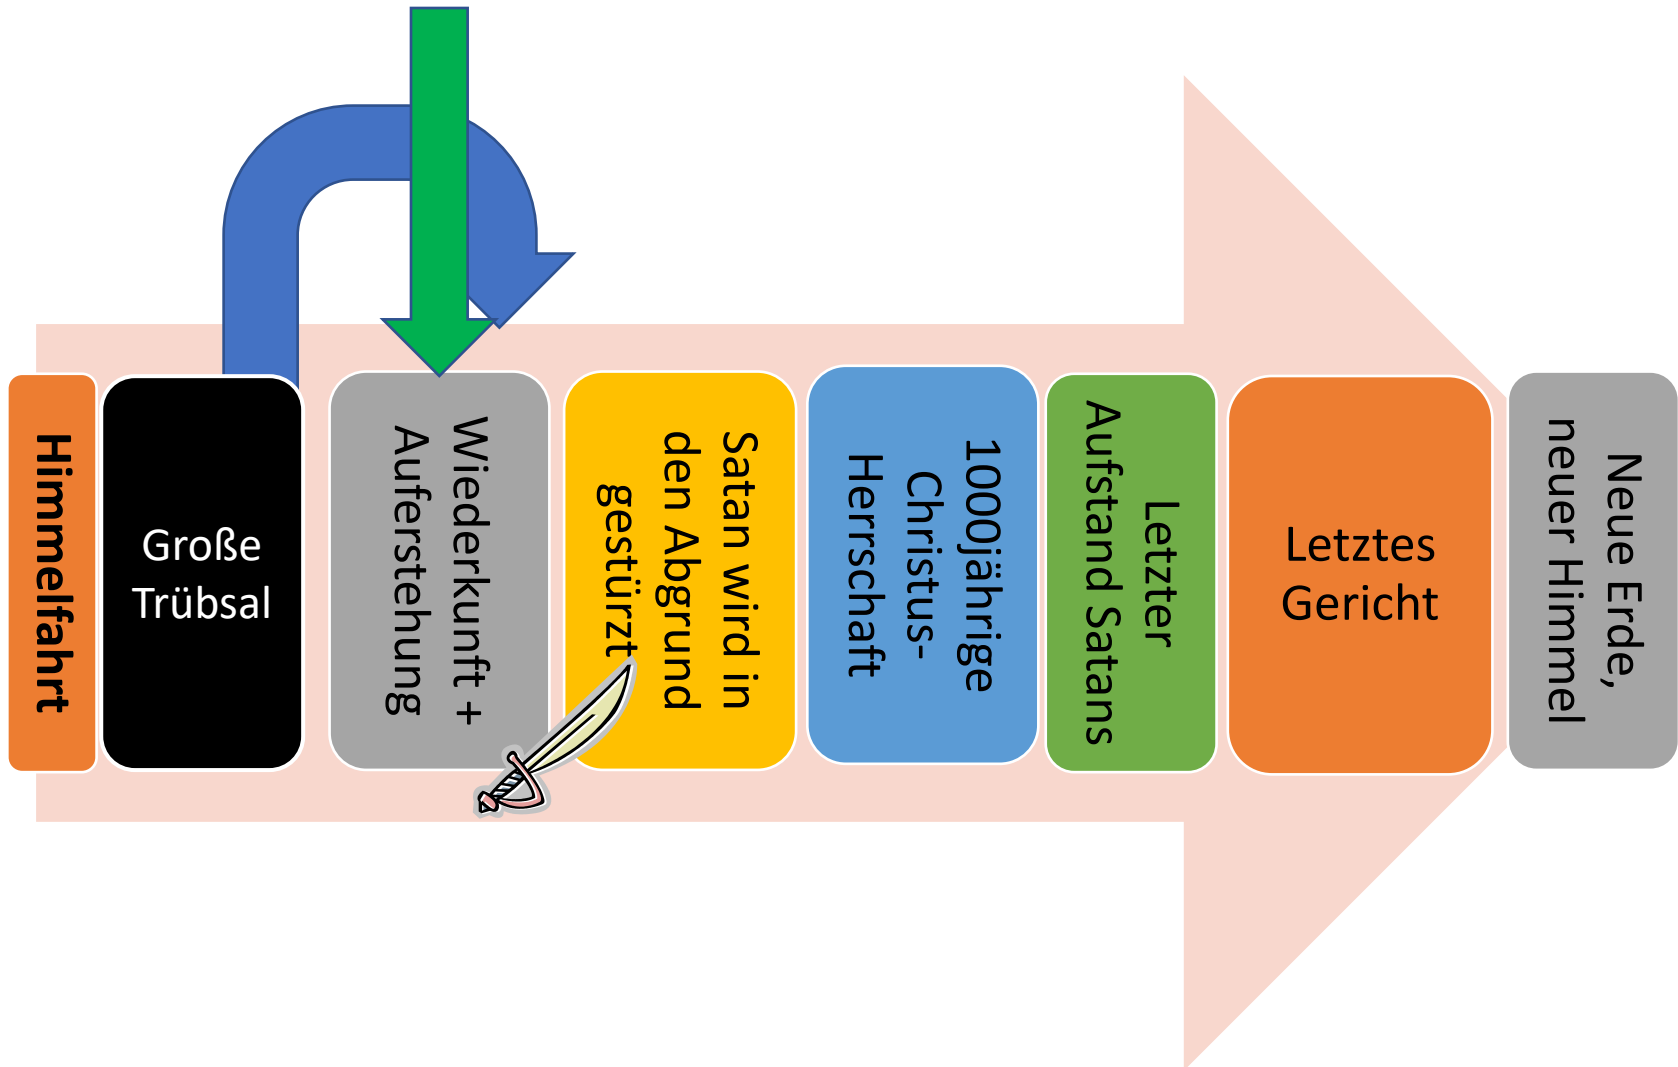 Himmelfahrt
Große
Trübsal
Wiederkunft +
Auferstehung
Satan wird in
den Abgrund
gestürzt
1000jährige
Christus-
Herrschaft
Letzter
Aufstand Satans
Letztes
Gericht
Neue Erde,
neuer Himmel